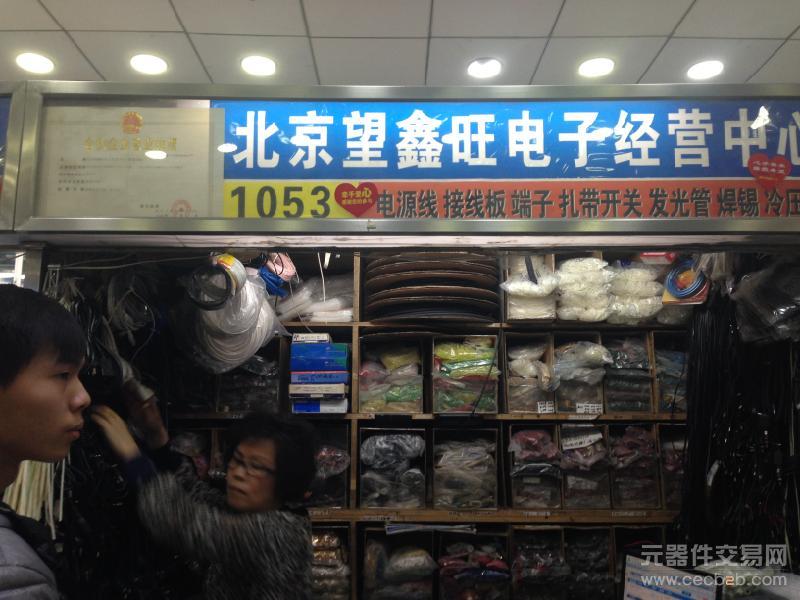 北京望鑫旺电子经营中心
1053 电源线 接线板 端子 扎带开关 发光管 焊锡 冷压
元器件交易网
www.cecb2b.com